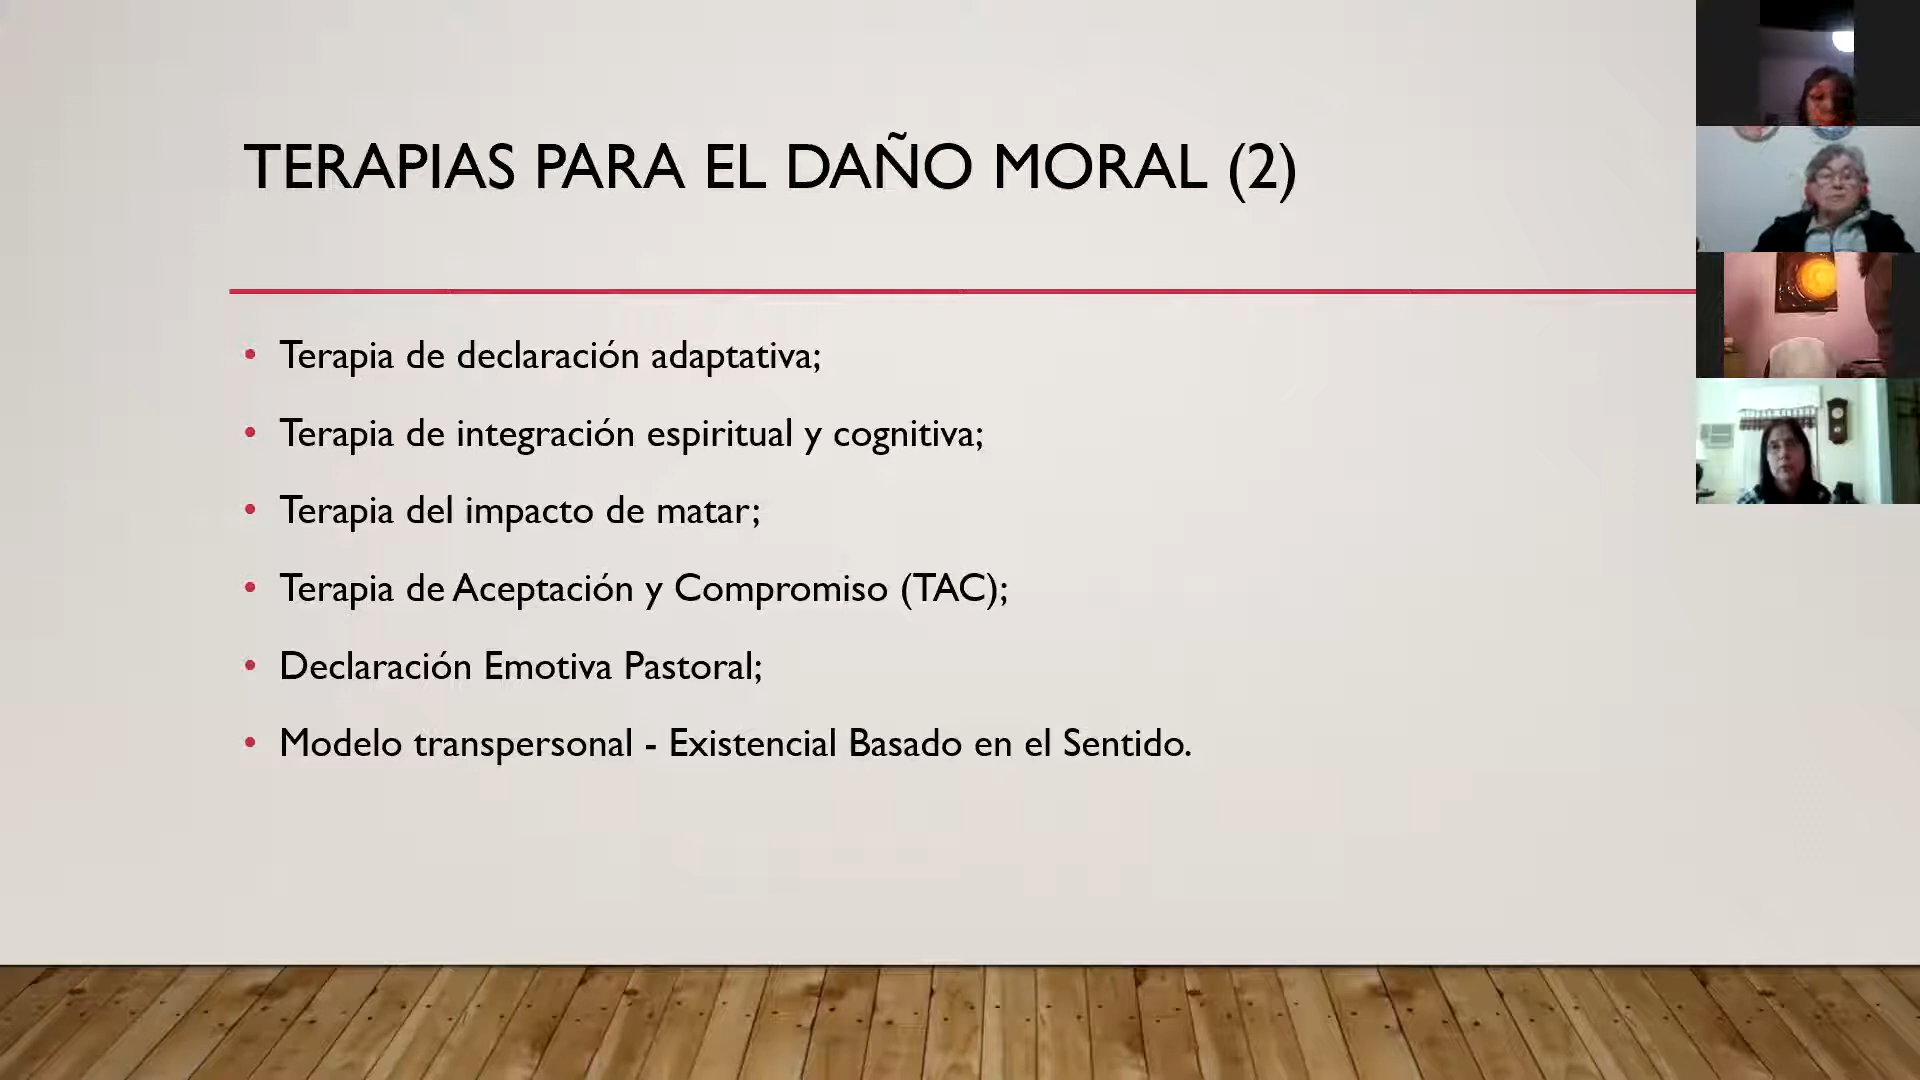 TERAPIAS PARA EL DAÑO MORAL (2)
• Terapia de declaración adaptativa;
• Terapia de integración espiritual y cognitiva;
• Terapia del impacto de matar;
• Terapia de Aceptación y Compromiso (TAC);
• Declaración Emotiva Pastoral;
• Modelo transpersonal - Existencial Basado en el Sentido.